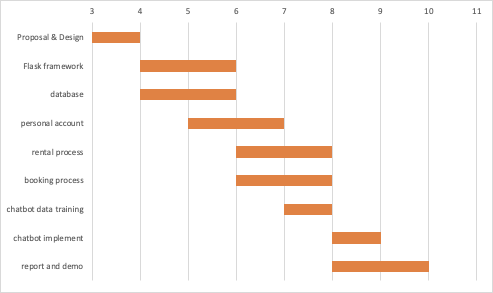 3 4 5 6 7 8 9 10 11
Proposal & Design
Flask framework
database
personal account
rental process
booking process
chatbot data training
chatbot implement
report and demo